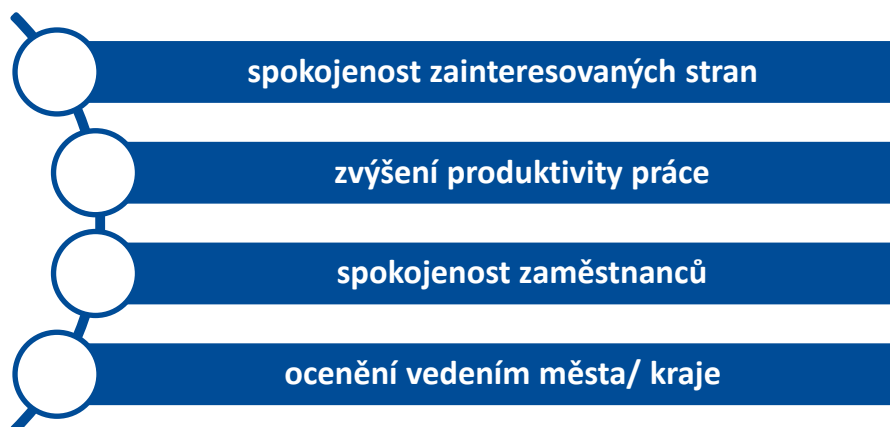 spokojenost zainteresovaných stran
zvýšení produktivity práce
spokojenost zaměstnanců
ocenění vedením města/ kraje